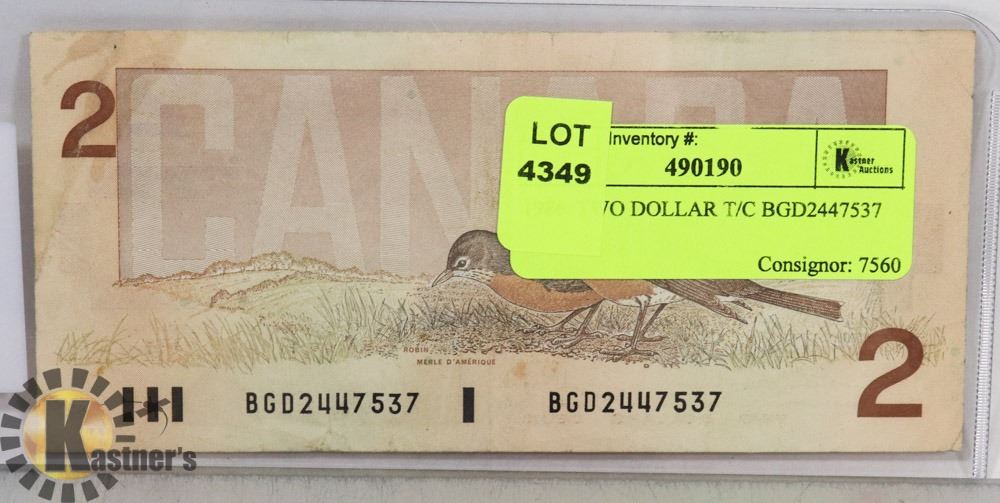 2
CANADA
LOT
4349
Inventory #:
490190
Kastner
Auctions
DOLLAR T/C BGD2447537
Consignor: 7560
ROBIN
MERLE D'AMÉRIQUE
BGD2447537
BGD2447537
2
Kastner's